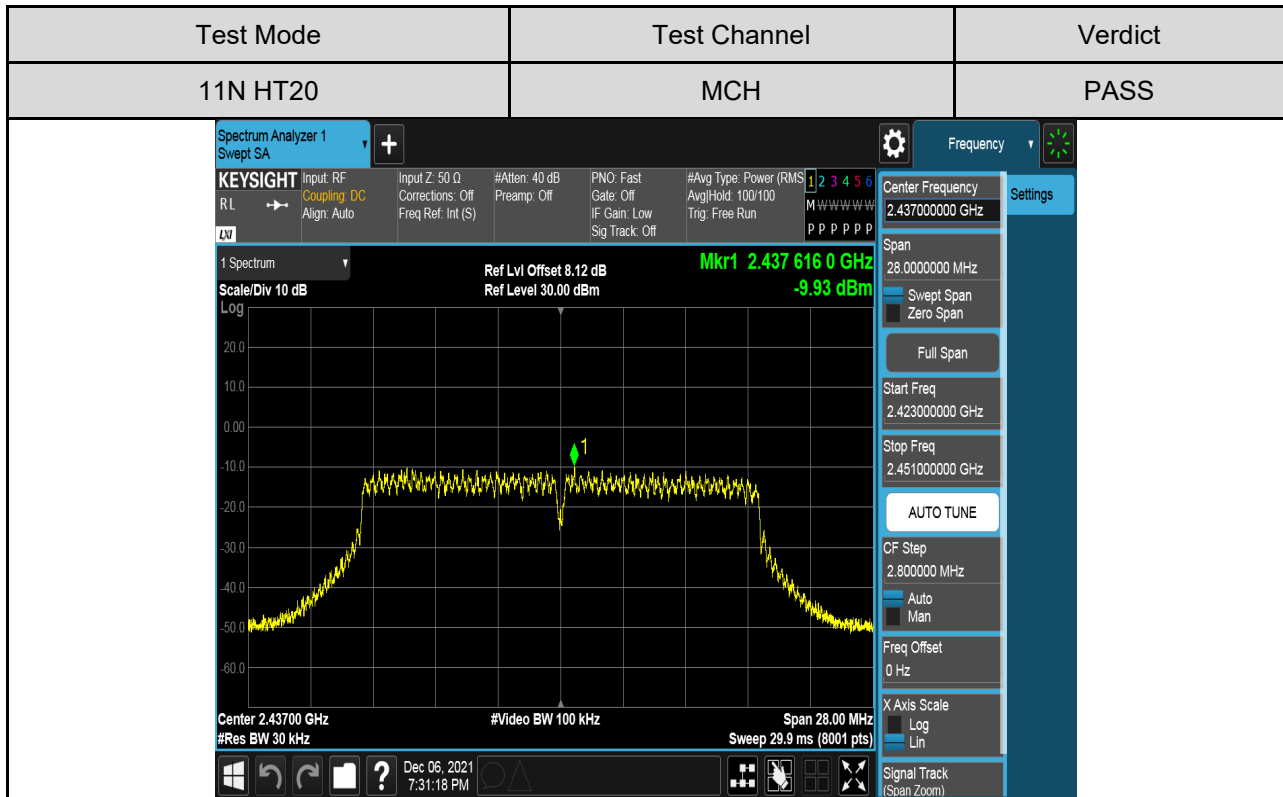 Test Mode Test Channel Verdict
11N HT20 MCH PASS
Spectrum Analyzer 1
Swept SA
+
Frequency
KEYSIGHT
RL
LXI
Input: RF
Coupling: DC
Align: Auto
Input Z: 50 Ω
Corrections: Off
Freq Ref: Int (S)
#Atten: 40 dB
Preamp: Off
PNO: Fast
Gate: Off
IF Gain: Low
Sig Track: Off
#Avg Type: Power (RMS
Avg|Hold: 100/100
Trig: Free Run
1 2 3 4 5 6
M W W W W W
P P P P P P
1 Spectrum
Scale/Div 10 dB
Log
Ref Lvl Offset 8.12 dB
Ref Level 30.00 dBm
Mkr1 2.437 616 0 GHz
-9.93 dBm
20.0
10.0
0.00
-10.0
-20.0
-30.0
-40.0
-50.0
-60.0
1
Center 2.43700 GHz
#Res BW 30 kHz
#Video BW 100 kHz
Span 28.00 MHz
Sweep 29.9 ms (8001 pts)
Center Frequency
2.437000000 GHz
Settings
Span
28.0000000 MHz
Swept Span
Zero Span
Full Span
Start Freq
2.423000000 GHz
Stop Freq
2.451000000 GHz
AUTO TUNE
CF Step
2.800000 MHz
Auto
Man
Freq Offset
0 Hz
X Axis Scale
Log
Lin
Signal Track
(Span Zoom)
?
Dec 06, 2021
7:31:18 PM